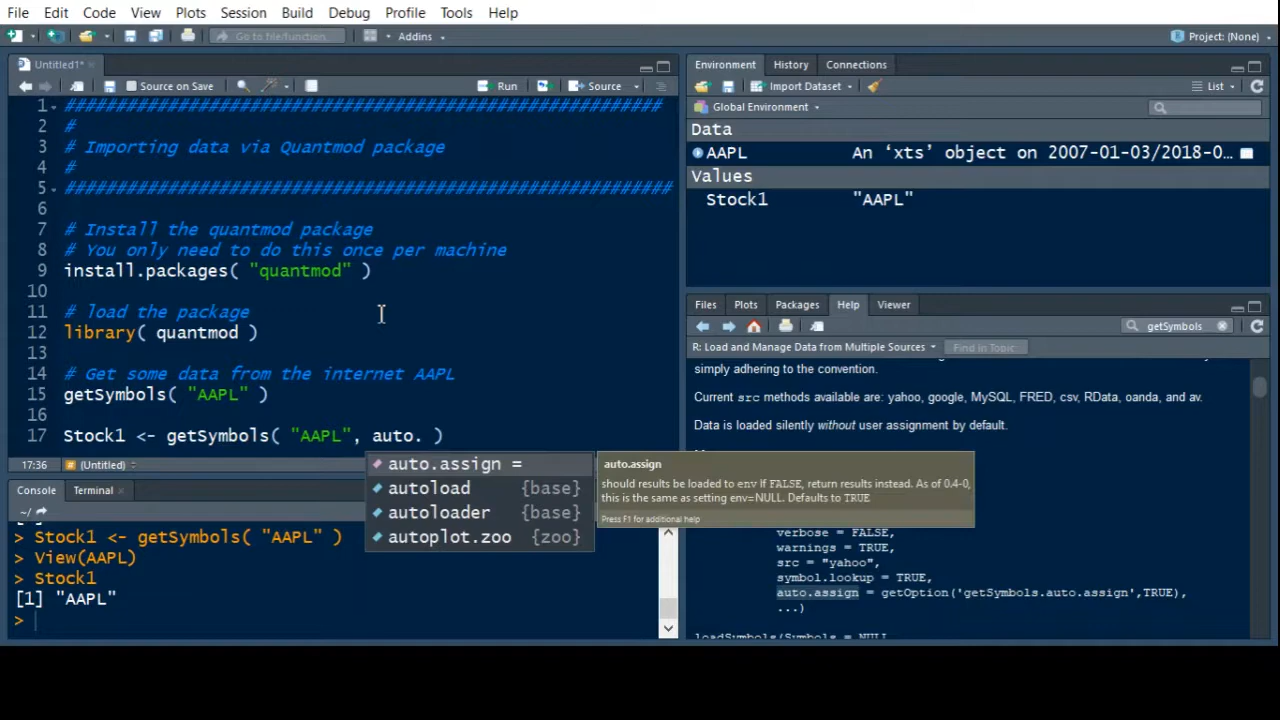 File Edit Code View Plots Session Build Debug Profile Tools Help
Go to file/function Addins Project: (None)
Untitled1*
Source on Save Run Source
1 ##########################################################
2 #
3 # Importing data via Quantmod package
4 #
5 ###########################################################
6
7 # Install the quantmod package
8 # You only need to do this once per machine
9 install.packages( "quantmod" )
10
11 # load the package
12 library( quantmod )
13
14 # Get some data from the internet AAPL
15 getSymbols( "AAPL" )
16
17 Stock1 <- getSymbols( "AAPL", auto. )
17:36 (Untitled)
auto.assign =
autoload {base}
autoloader {base}
autoplot.zoo {zoo}
auto.assign
should results be loaded to env If FALSE, return results instead. As of 0.4-0,
this is the same as setting env=NULL. Defaults to TRUE
Press F1 for additional help
Console Terminal
~/
> Stock1 <- getSymbols( "AAPL" )
> View(AAPL)
> Stock1
[1] "AAPL"
>
Environment History Connections
Import Dataset List
Global Environment
Data
AAPL An ‘xts’ object on 2007-01-03/2018-0…
Values
Stock1 "AAPL"
Files Plots Packages Help Viewer
getSymbols
R: Load and Manage Data from Multiple Sources Find in Topic
simply adhering to the convention.
Current src methods available are: yahoo, google, MySQL, FRED, csv, RData, oanda, and av.
Data is loaded silently without user assignment by default.
verbose = FALSE,
warnings = TRUE,
src = "yahoo",
symbol.lookup = TRUE,
auto.assign = getOption('getSymbols.auto.assign',TRUE),
...)
loadSymbols(Symbols = NULL